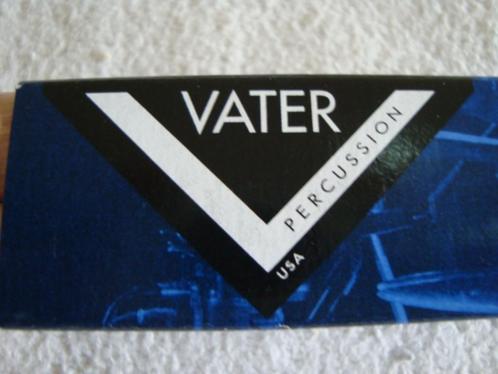 VATER
PERCUSSION
USA